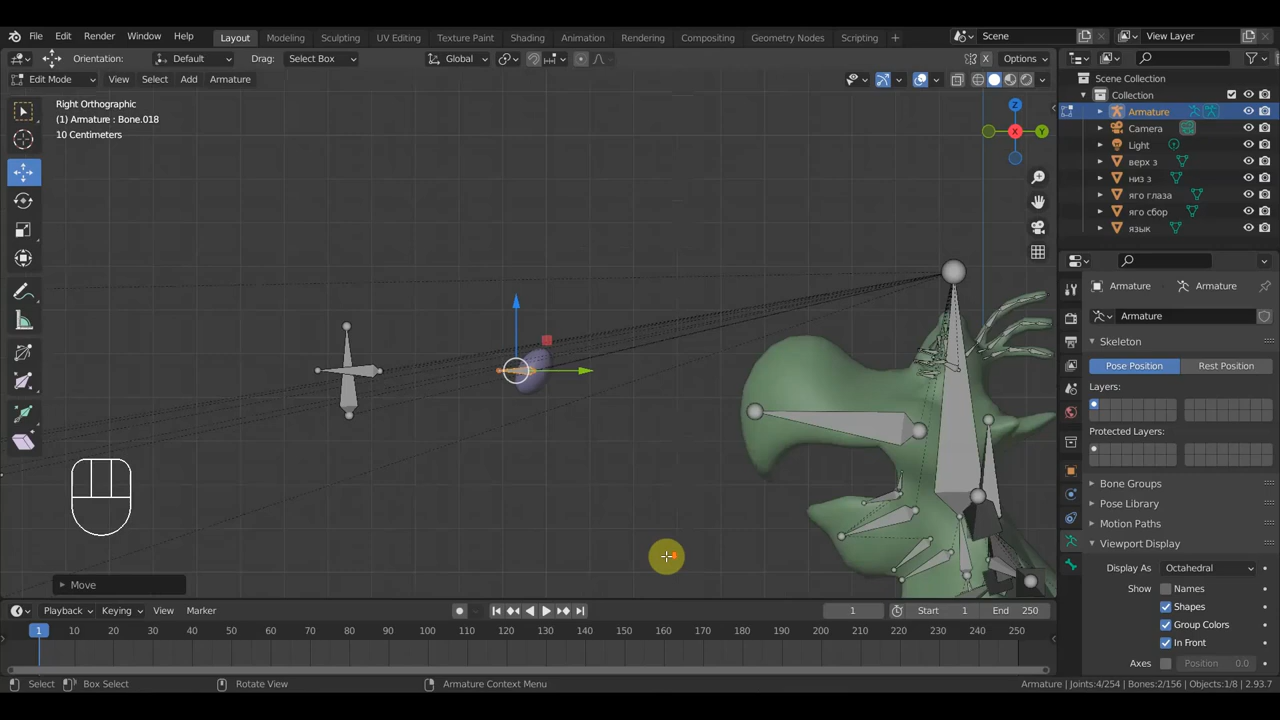 File Edit Render Window Help Layout Modeling Sculpting UV Editing Texture Paint Shading Animation Rendering Compositing Geometry Nodes Scripting + Scene View Layer
Orientation: Default Drag: Select Box Global Options
Edit Mode View Select Add Armature
Right Orthographic
(1) Armature : Bone.018
10 Centimeters
Z
Y
X
Scene Collection
Collection
Armature
Camera
Light
верх з
низ з
яго глаза
яго сбор
язык
Armature Armature
Armature
Skeleton
Pose Position Rest Position
Layers:
Protected Layers:
Bone Groups
Pose Library
Motion Paths
Viewport Display
Display As Octahedral
Show Names
Shapes
Group Colors
In Front
Axes Position 0.0
Move
Playback Keying View Marker 1 Start 1 End 250
1 10 20 30 40 50 60 70 80 90 100 110 120 130 140 150 160 170 180 190 200 210 220 230 240 250
Select Box Select Rotate View Armature Context Menu Armature | Joints:4/254 | Bones:2/156 | Objects:1/8 | 2.93.7